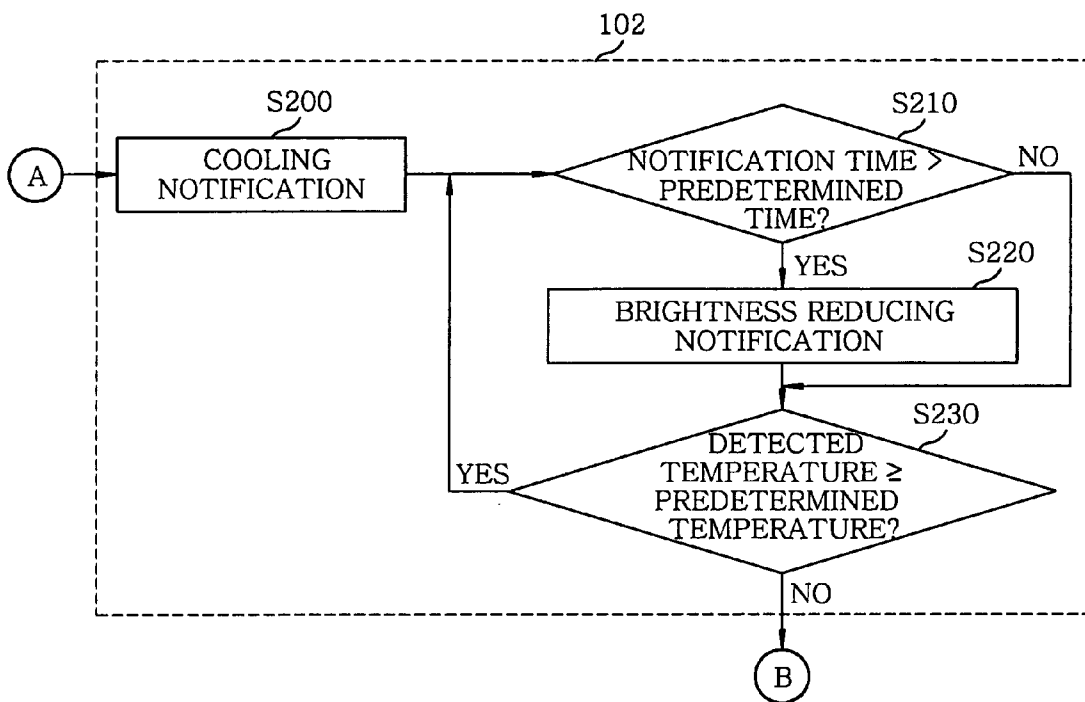 102
S200
COOLING
NOTIFICATION
A
S210
NOTIFICATION TIME >
PREDETERMINED
TIME?
NO
YES
S220
BRIGHTNESS REDUCING
NOTIFICATION
S230
DETECTED
TEMPERATURE ≥
PREDETERMINED
TEMPERATURE?
YES
NO
B